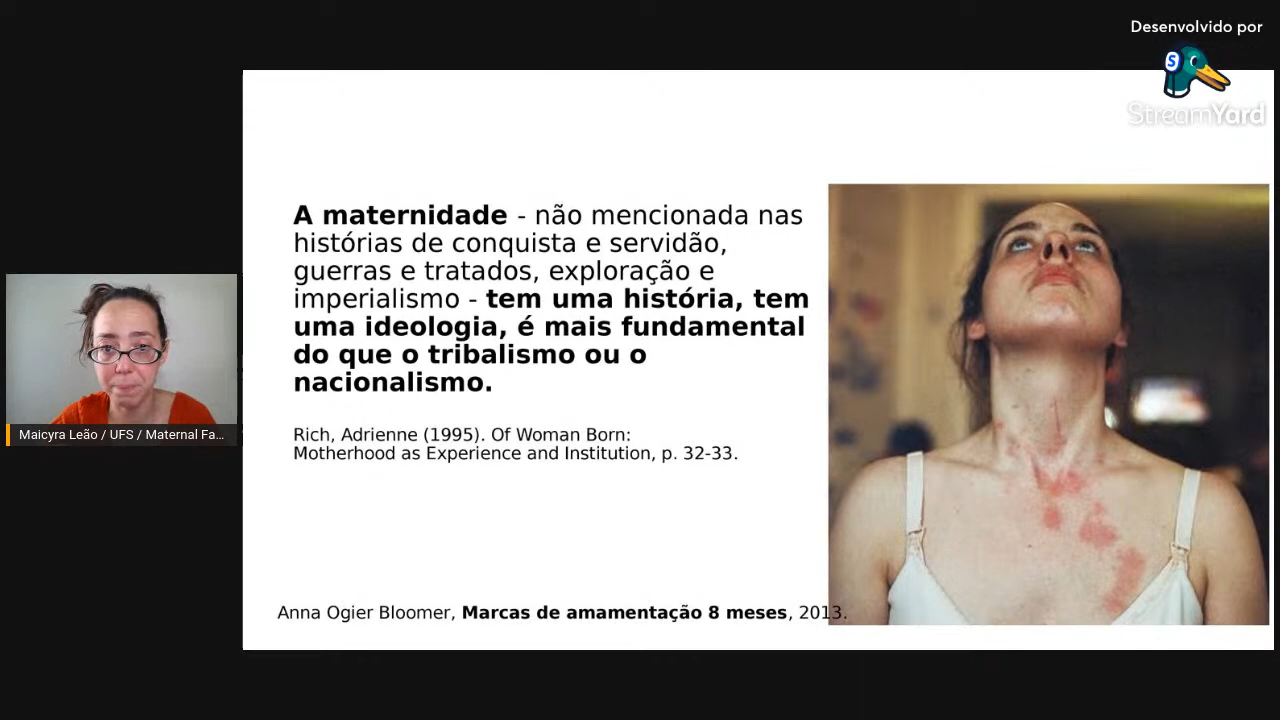 Desenvolvido por
S
StreamYard
A maternidade - não mencionada nas
histórias de conquista e servidão,
guerras e tratados, exploração e
imperialismo - tem uma história, tem
uma ideologia, é mais fundamental
do que o tribalismo ou o
nacionalismo.
Rich, Adrienne (1995). Of Woman Born:
Motherhood as Experience and Institution, p. 32-33.
Maicyra Leão / UFS / Maternal Fa...
Anna Ogier Bloomer, Marcas de amamentação 8 meses, 2013.